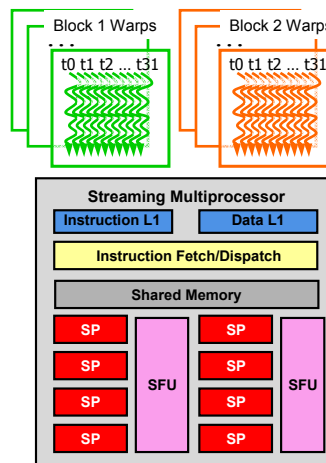 Block 1 Warps
Block 2 Warps
. . .
. . .
t0 t1 t2 ... t31
t0 t1 t2 ... t31
Streaming Multiprocessor
Instruction L1
Data L1
Instruction Fetch/Dispatch
Shared Memory
SP
SP
SP
SP
SFU
SP
SP
SP
SP
SFU